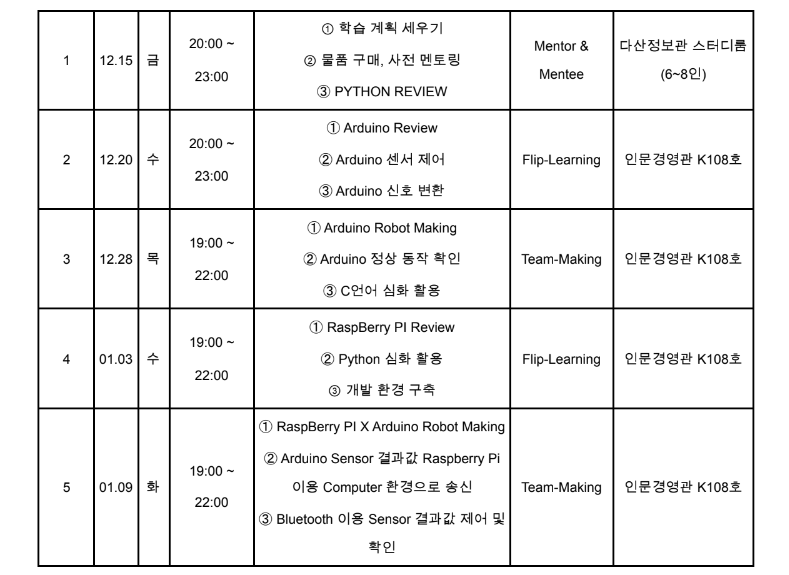 1
12.15
금
20:00 ~
23:00
① 학습 계획 세우기
② 물품 구매, 사전 멘토링
③ PYTHON REVIEW
Mentor &
Mentee
다산정보관 스터디룸
(6~8인)
2
12.20
수
20:00 ~
23:00
① Arduino Review
② Arduino 센서 제어
③ Arduino 신호 변환
Flip-Learning
인문경영관 K108호
3
12.28
목
19:00 ~
22:00
① Arduino Robot Making
② Arduino 정상 동작 확인
③ C언어 심화 활용
Team-Making
인문경영관 K108호
4
01.03
수
19:00 ~
22:00
① RaspBerry PI Review
② Python 심화 활용
③ 개발 환경 구축
Flip-Learning
인문경영관 K108호
5
01.09
화
19:00 ~
22:00
① RaspBerry PI X Arduino Robot Making
② Arduino Sensor 결과값 Raspberry Pi
이용 Computer 환경으로 송신
③ Bluetooth 이용 Sensor 결과값 제어 및
확인
Team-Making
인문경영관 K108호